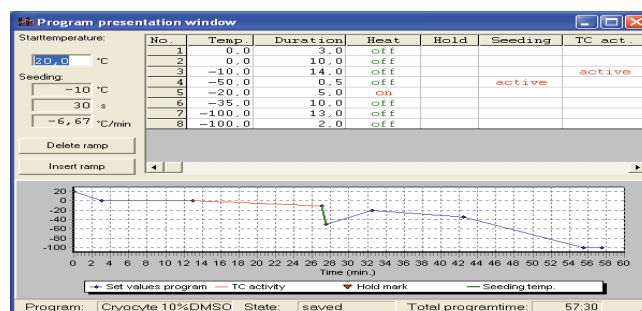 Program presentation window
Starttemperature:
20,0 °C
Seeding:
-10 °C
30 s
-6,67 °C/min
Delete ramp
Insert ramp
No. Temp. Duration Heat Hold Seeding TC act.
1 0.0 3.0 off
2 0.0 10.0 off
3 -10.0 14.0 off active
4 -50.0 0.5 off active
5 -20.0 5.0 on
6 -35.0 10.0 off
7 -100.0 13.0 off
8 -100.0 2.0 off
20
0
-20
-40
-60
-80
-100
0 2 4 6 8 10 12 14 16 18 20 22 24 26 28 30 32 34 36 38 40 42 44 46 48 50 52 54 56 58 60
Time (min.)
Set values program TC activity Hold mark Seeding temp.
Program: Cryocyte 10%DMSO State: saved Total programtime: 57:30